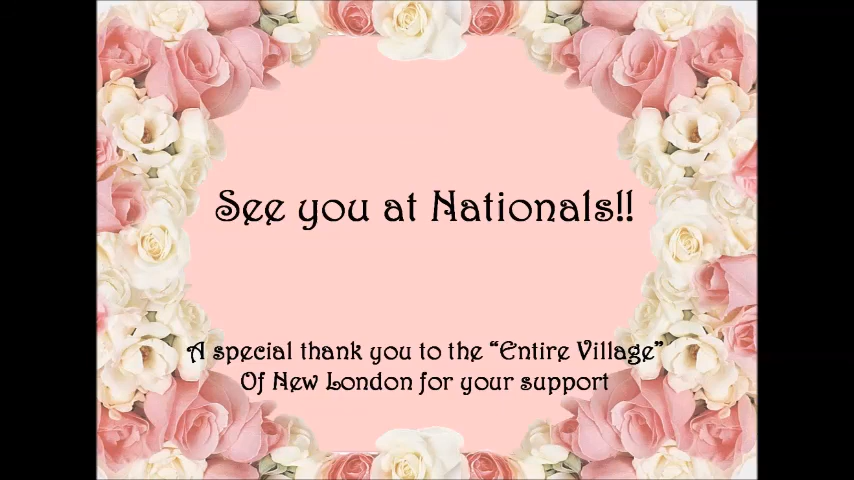 See you at Nationals!!
A special thank you to the “Entire Village”
Of New London for your support